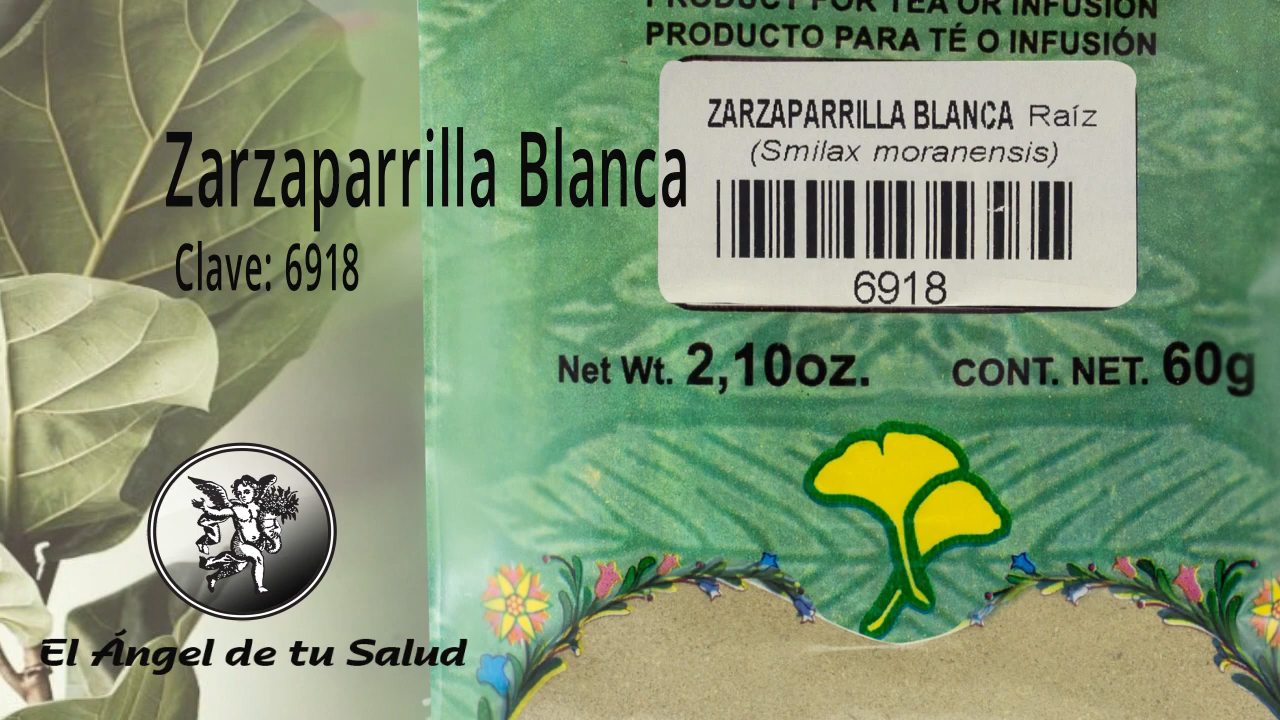 PRODUCT FOR TEA OR INFUSION
PRODUCTO PARA TÉ O INFUSIÓN
ZARZAPARRILLA BLANCA Raíz
(Smilax moranensis)
6918
Net Wt. 2,10oz. CONT. NET. 60g
Zarzaparrilla Blanca
Clave: 6918
El Ángel de tu Salud